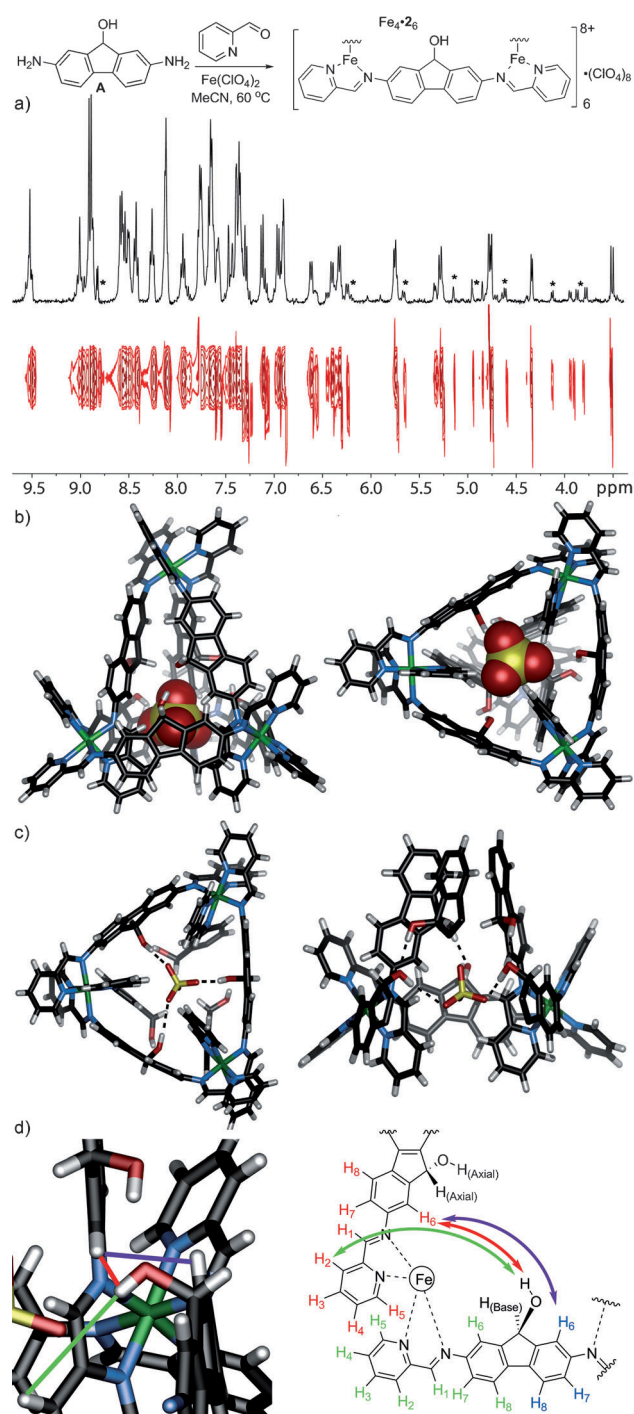 OH
H₂N
NH₂
A
N
O
Fe(ClO₄)₂
MeCN, 60 °C
Fe₄•2₆
OH
Fe
Fe
N
N
N
N
8+
6
•(ClO₄)₈
a)
* * * * * * *
9.5 9.0 8.5 8.0 7.5 7.0 6.5 6.0 5.5 5.0 4.5 4.0 ppm
b)
c)
d)
H₈
O
H(Axial)
H₇
H(Axial)
H₆
H₁
N
H₂
N
Fe
H
O
H₃
H₅
H(Base)
H₄
H₅
H₆
H₆
H₄
N
N
N
H₃
H₂
H₁
H₇
H₈
H₈
H₇